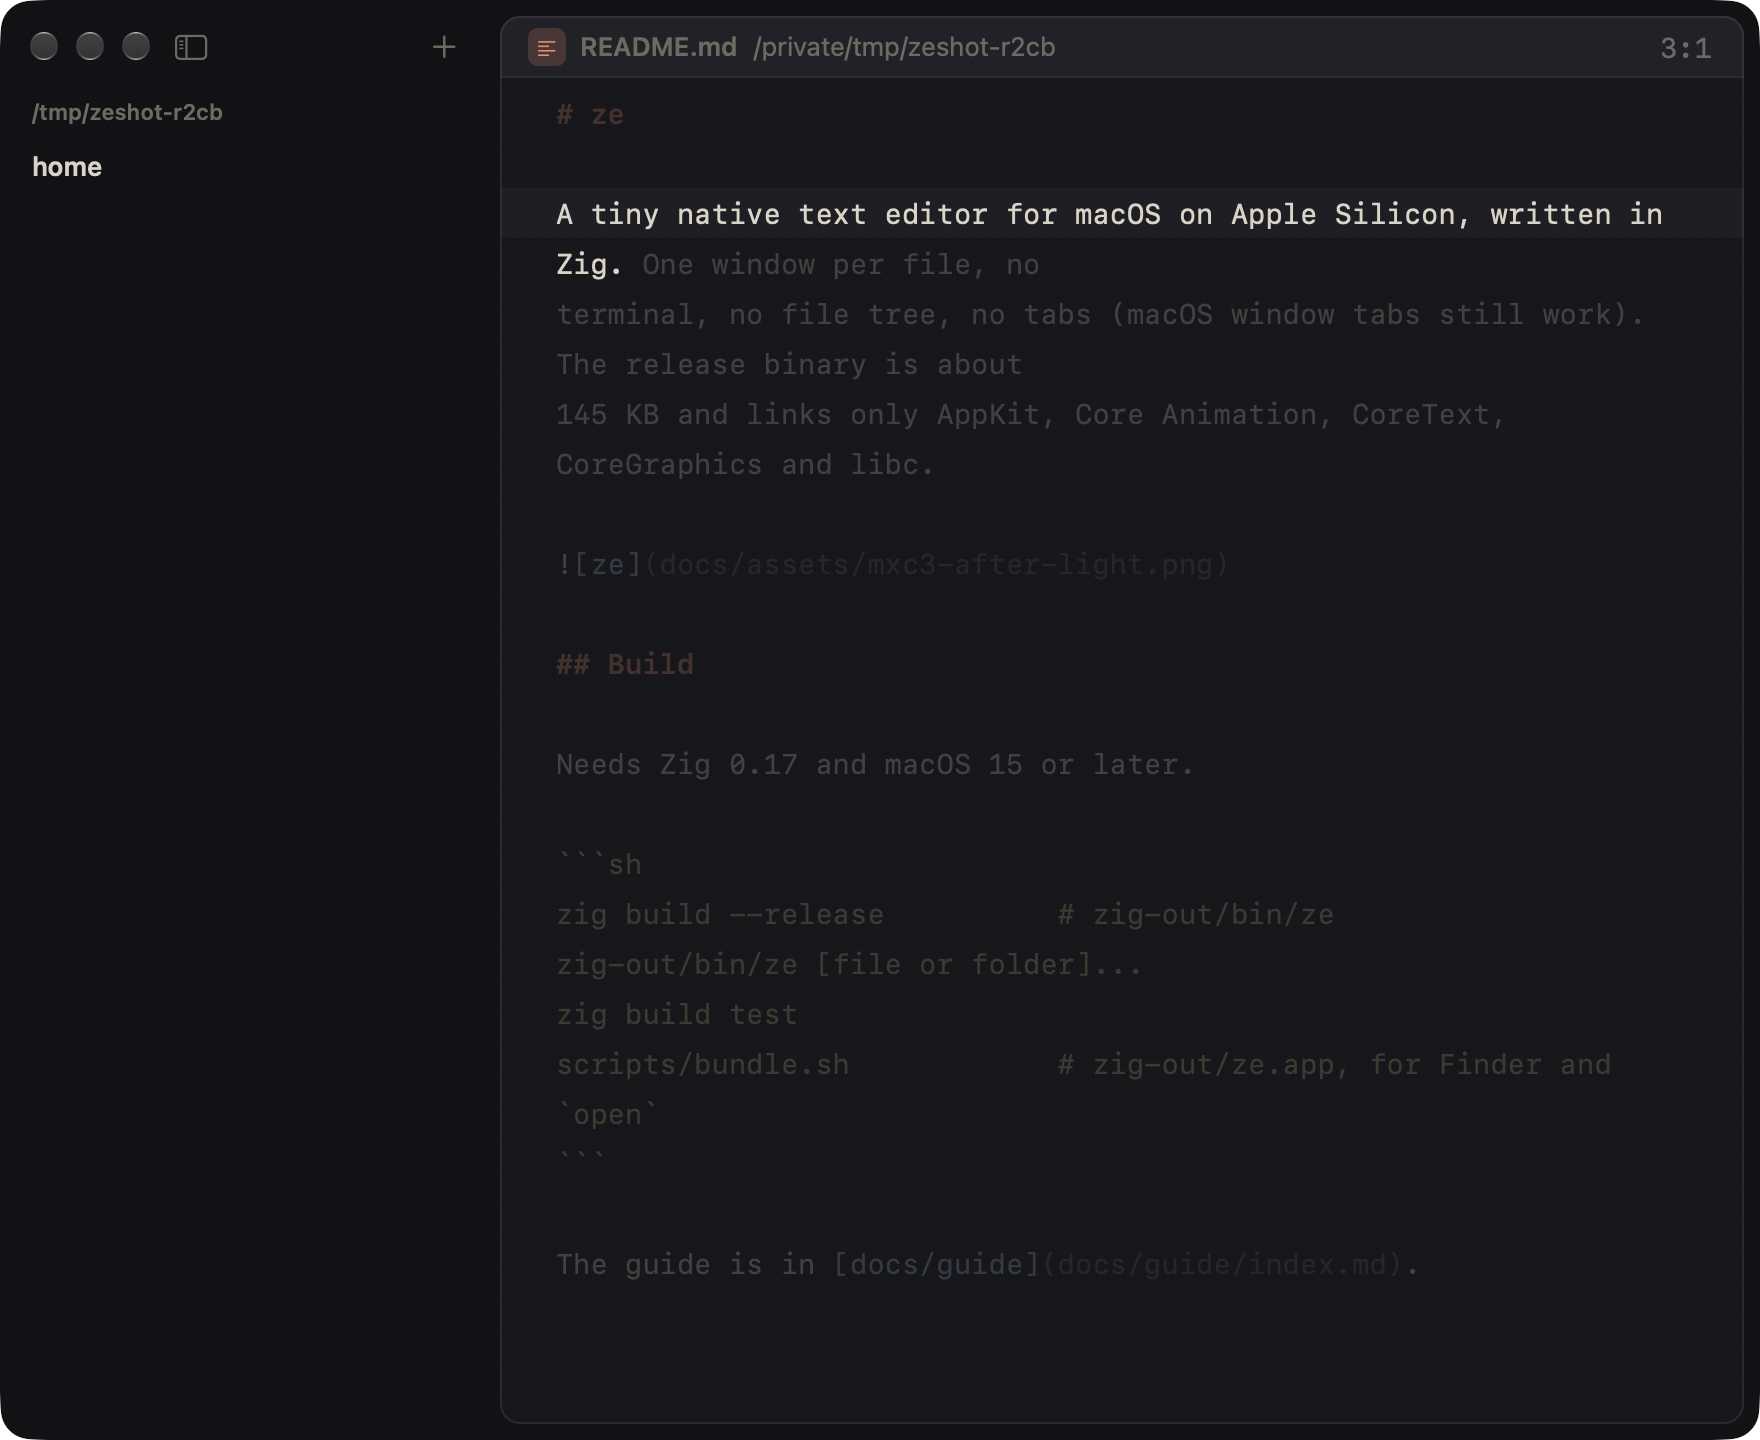 README.md /private/tmp/zeshot-r2cb 3:1
/tmp/zeshot-r2cb
home
# ze
A tiny native text editor for macOS on Apple Silicon, written in
Zig. One window per file, no
terminal, no file tree, no tabs (macOS window tabs still work).
The release binary is about
145 KB and links only AppKit, Core Animation, CoreText,
CoreGraphics and libc.
![ze](docs/assets/mxc3-after-light.png)
## Build
Needs Zig 0.17 and macOS 15 or later.
```sh
zig build --release          # zig-out/bin/ze
zig-out/bin/ze [file or folder]...
zig build test
scripts/bundle.sh            # zig-out/ze.app, for Finder and
`open`
```
The guide is in [docs/guide](docs/guide/index.md).